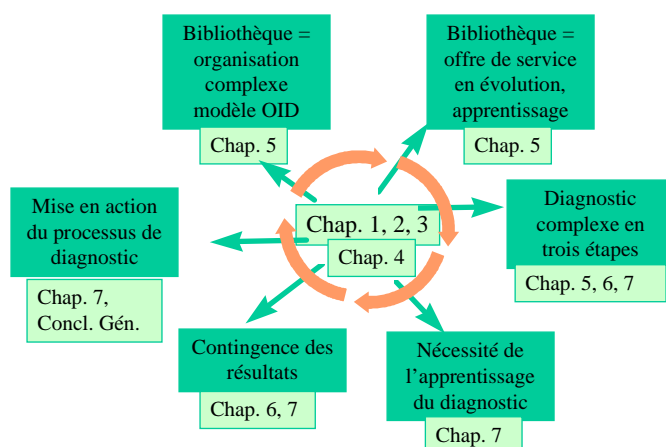 Bibliothèque =
organisation
complexe
modèle OID
Chap. 5
Bibliothèque =
offre de service
en évolution,
apprentissage
Chap. 5
Mise en action
du processus de
diagnostic
Chap. 7,
Concl. Gén.
Chap. 1, 2, 3
Chap. 4
Diagnostic
complexe en
trois étapes
Chap. 5, 6, 7
Contingence des
résultats
Chap. 6, 7
Nécessité de
l’apprentissage
du diagnostic
Chap. 7